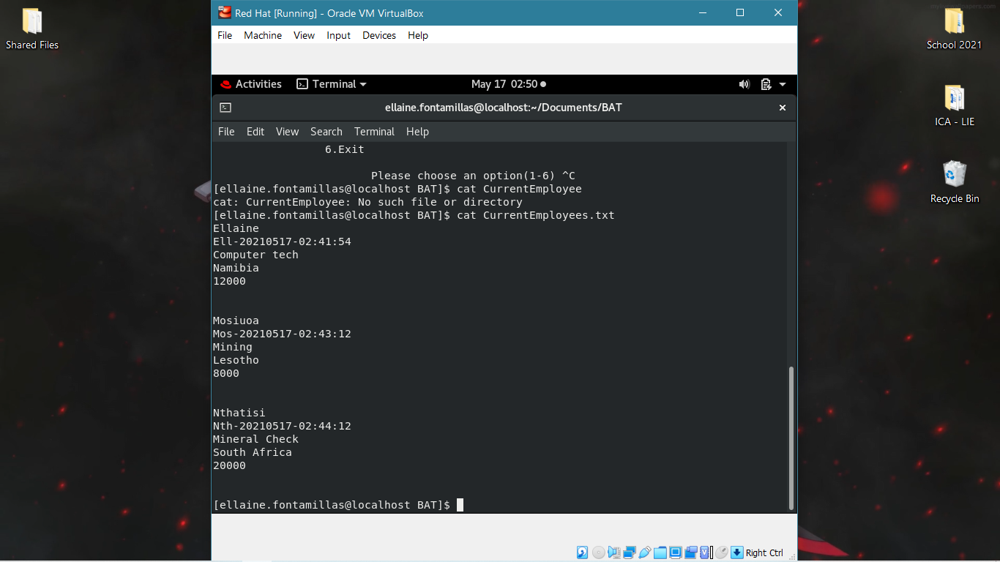 Shared Files
School 2021
ICA - LIE
Recycle Bin
Red Hat [Running] - Oracle VM VirtualBox
File Machine View Input Devices Help
Activities Terminal May 17 02:50
ellaine.fontamillas@localhost:~/Documents/BAT
File Edit View Search Terminal Help
6.Exit
Please choose an option(1-6) ^C
[ellaine.fontamillas@localhost BAT]$ cat CurrentEmployee
cat: CurrentEmployee: No such file or directory
[ellaine.fontamillas@localhost BAT]$ cat CurrentEmployees.txt
Ellaine
Ell-20210517-02:41:54
Computer tech
Namibia
12000
Mosiuoa
Mos-20210517-02:43:12
Mining
Lesotho
8000
Nthatisi
Nth-20210517-02:44:12
Mineral Check
South Africa
20000
[ellaine.fontamillas@localhost BAT]$
Right Ctrl